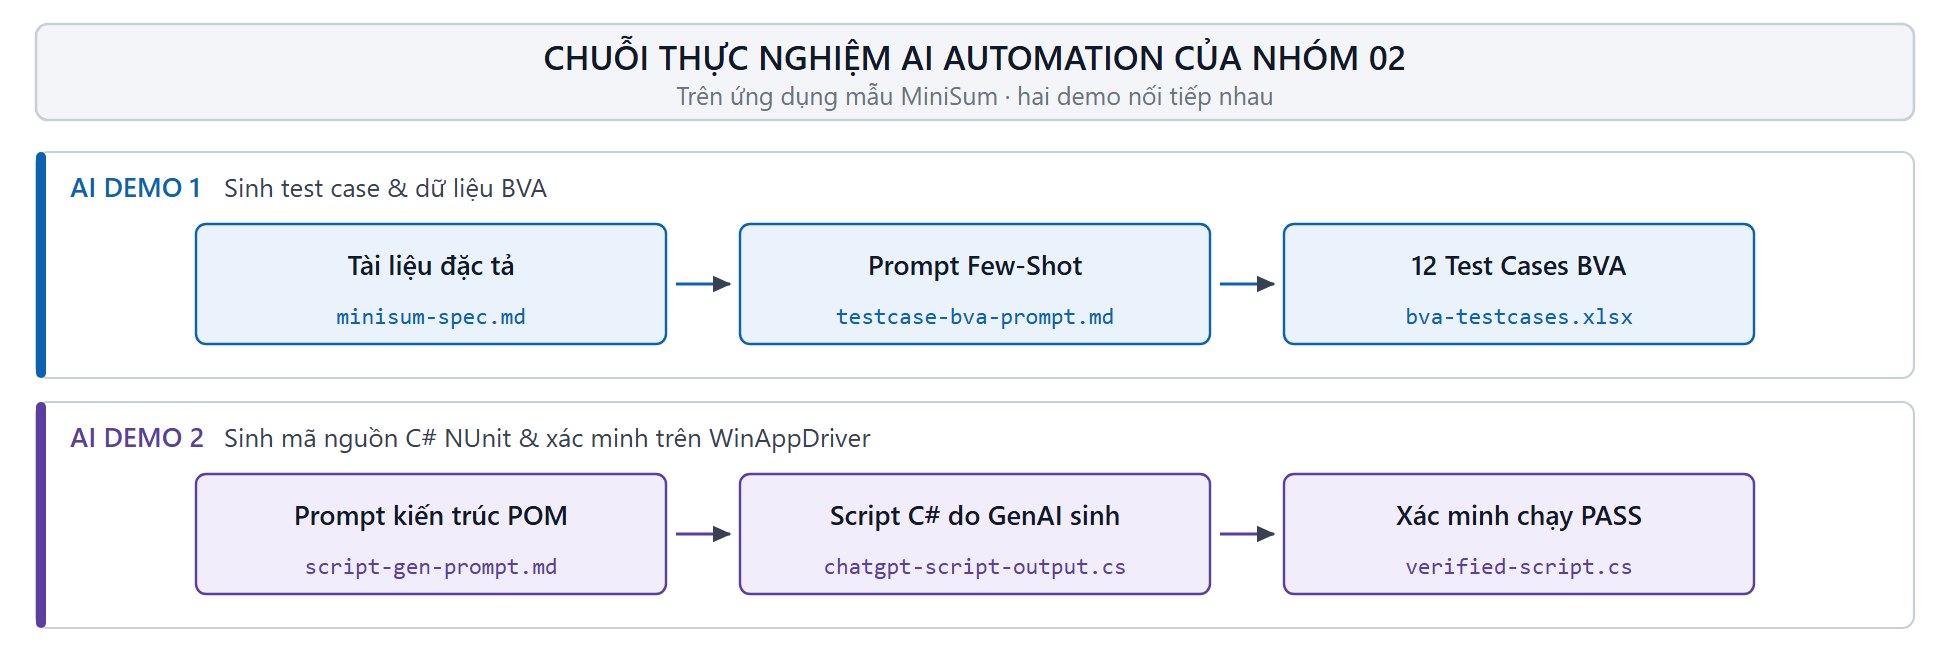 CHUỖI THỰC NGHIỆM AI AUTOMATION CỦA NHÓM 02
Trên ứng dụng mẫu MiniSum · hai demo nối tiếp nhau
AI DEMO 1 Sinh test case & dữ liệu BVA
Tài liệu đặc tả
minisum-spec.md
Prompt Few-Shot
testcase-bva-prompt.md
12 Test Cases BVA
bva-testcases.xlsx
AI DEMO 2 Sinh mã nguồn C# NUnit & xác minh trên WinAppDriver
Prompt kiến trúc POM
script-gen-prompt.md
Script C# do GenAI sinh
chatgpt-script-output.cs
Xác minh chạy PASS
verified-script.cs